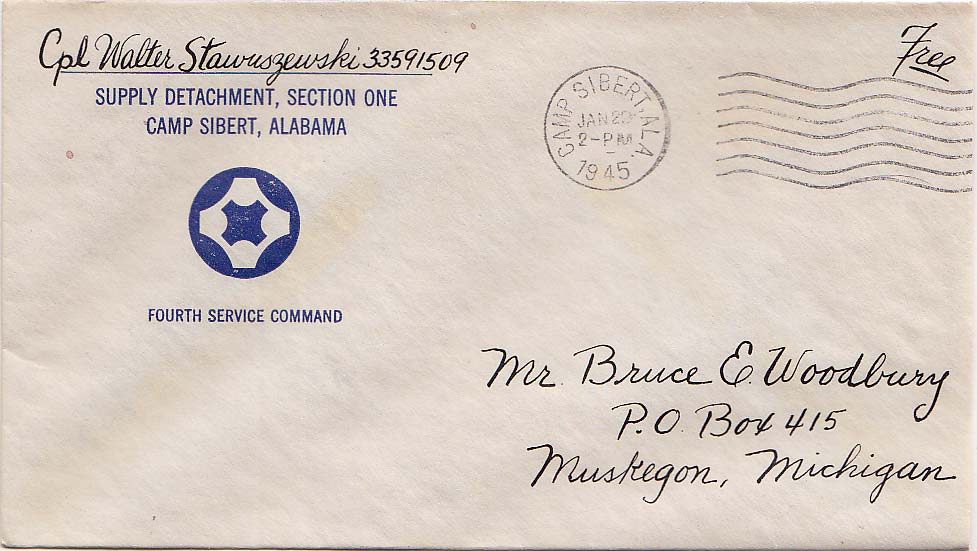 Cpl Walter Stawuszewski 33591509
SUPPLY DETACHMENT, SECTION ONE
CAMP SIBERT, ALABAMA
FOURTH SERVICE COMMAND
CAMP SIBERT, ALA.
JAN 20
2-PM
1945
Free
Mr. Bruce E. Woodbury
P.O. Box 415
Muskegon, Michigan